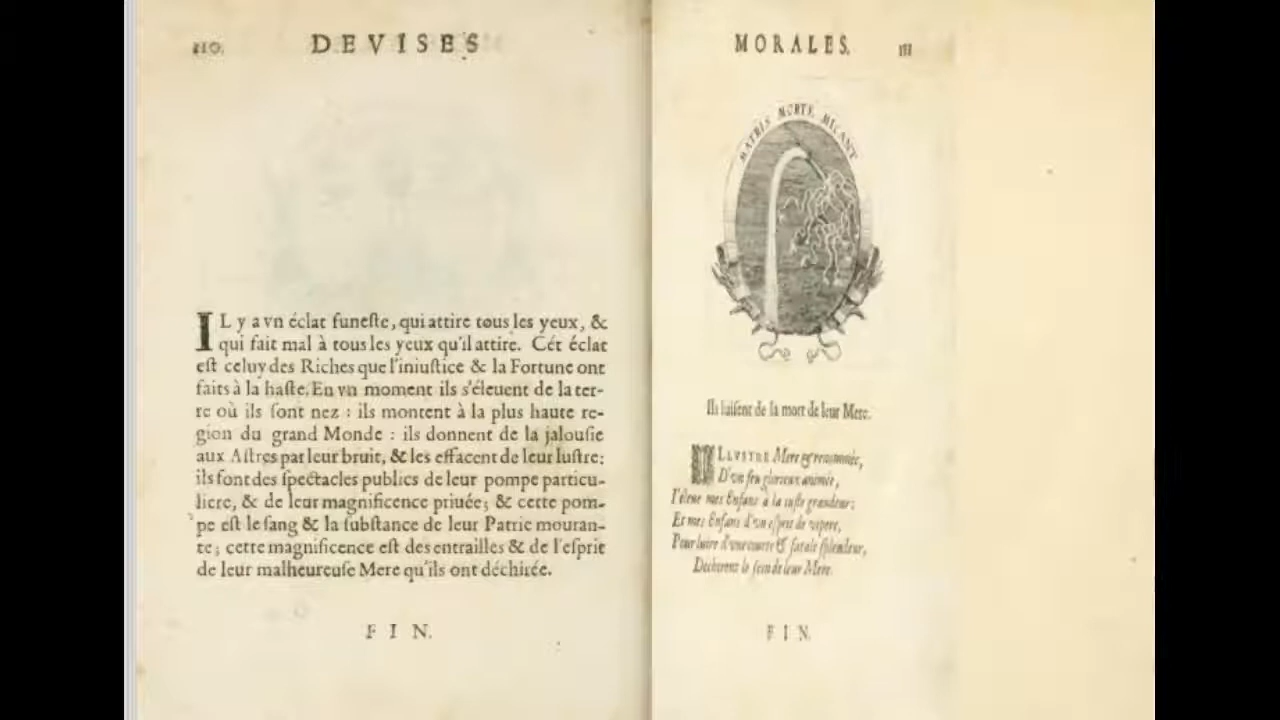 110.
DEVISES
IL y a vn éclat funeste, qui attire tous les yeux, &
qui fait mal à tous les yeux qu'il attire. Cét éclat
est celuy des Riches que l'iniustice & la Fortune ont
faits à la haste. En vn moment ils s'éleuent de la ter-
re où ils sont nez : ils montent à la plus haute re-
gion du grand Monde : ils donnent de la jalousie
aux Astres par leur bruit, & les effacent de leur lustre;
ils font des spectacles publics de leur pompe particu-
liere, & de leur magnificence priuée; & cette pom-
pe est le sang & la substance de leur Patrie mouran-
te; cette magnificence est des entrailles & de l'esprit
de leur malheureuse Mere qu'ils ont déchirée.
FIN.
MORALES.
111
MATRIS MORTE MICANT
Ils luisent de la mort de leur Mere.
ILLVSTRE Mere & renommée,
D'vn feu glorieux animée,
I'éleue mes Enfans à la iuste grandeur;
Et mes Enfans d'vn esprit de vipere,
Pour luire d'vne courte & fatale splendeur,
Dechirent le sein de leur Mere.
FIN.